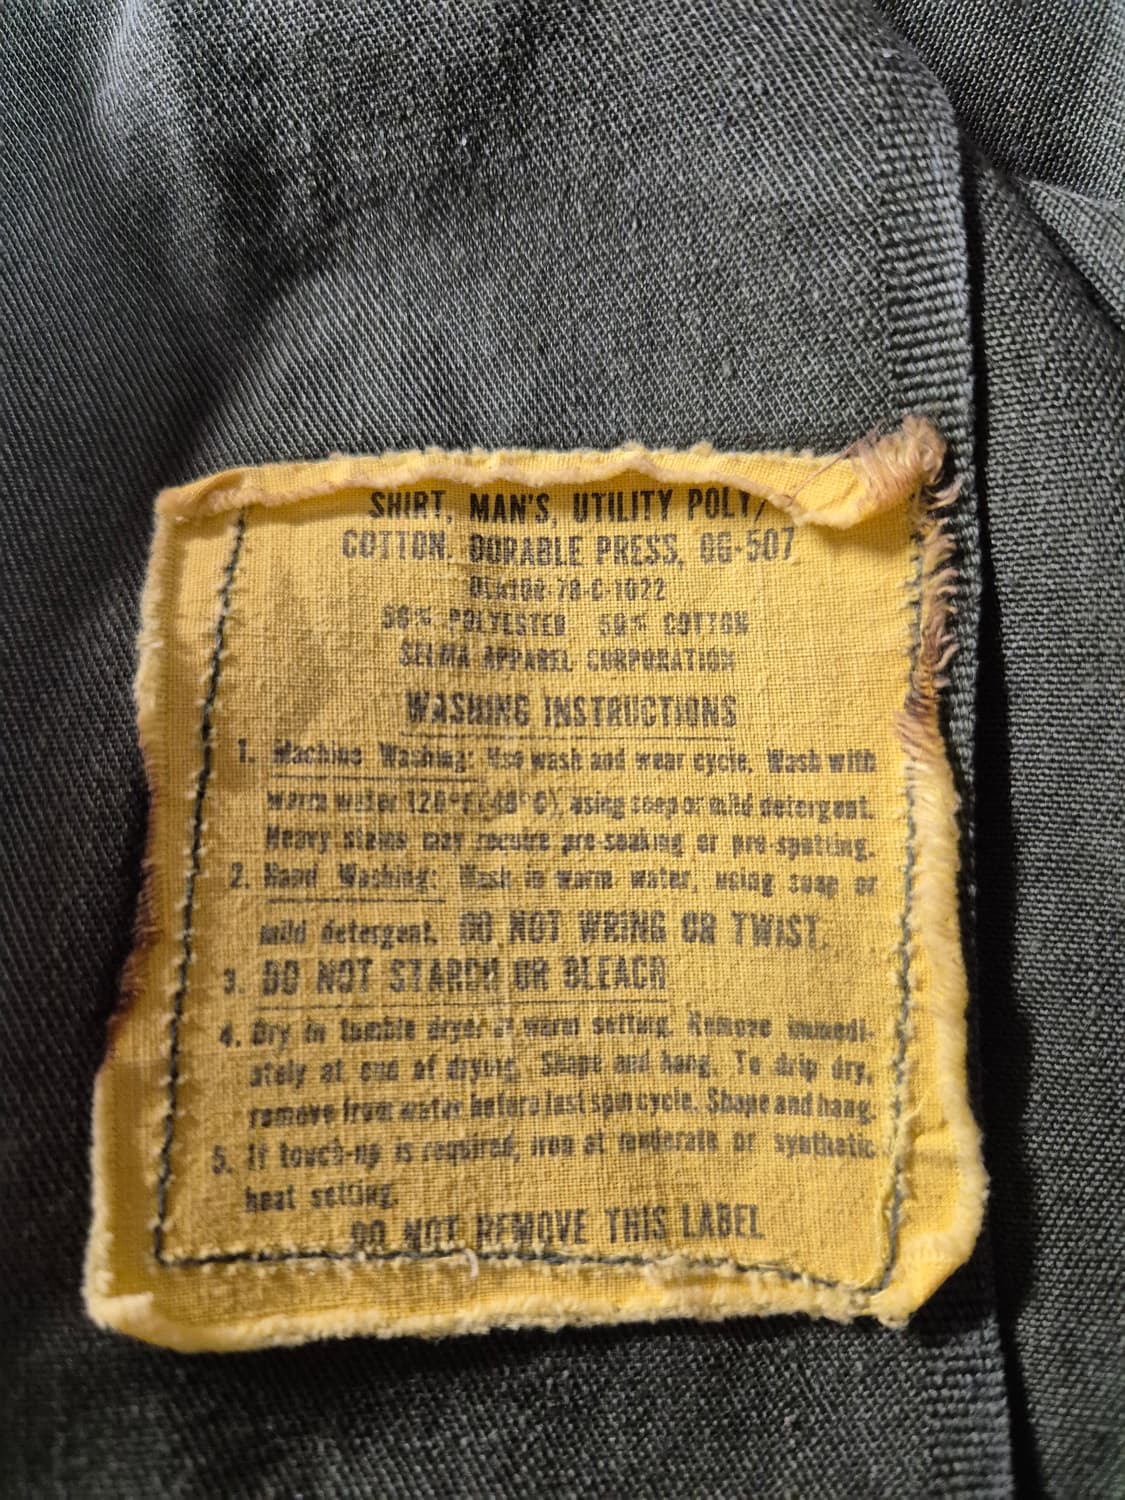 SHIRT, MAN'S, UTILITY POLY/
COTTON, DURABLE PRESS, OG-507
78-C-1022
50% POLYESTER 50% COTTON
SELMA APPAREL CORPORATION
WASHING INSTRUCTIONS
1. Machine Washing: Use wash and wear cycle. Wash with
warm water 120°F(48°C), using soap or mild detergent.
Heavy stains may require pre-soaking or pre-spotting.
2. Hand Washing: Wash in warm water, using soap or
mild detergent. DO NOT WRING OR TWIST.
3. DO NOT STARCH OR BLEACH
4. Dry in tumble dryer at warm setting. Remove immedi-
ately at end of drying. Shape and hang. To drip dry,
remove from water before last spin cycle. Shape and hang.
5. If touch-up is required, iron at moderate or synthetic
heat setting.
DO NOT REMOVE THIS LABEL